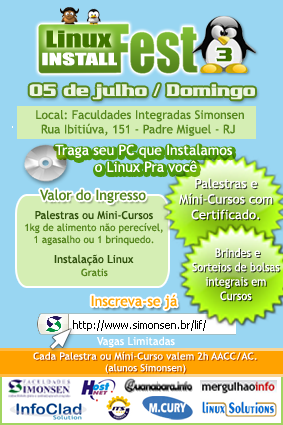 Linux
INSTALL
Fest
3
05 de julho / Domingo
Local: Faculdades Integradas Simonsen
Rua Ibitiúva, 151 - Padre Miguel - RJ
Traga seu PC que Instalamos
o Linux Pra você
Valor do Ingresso
Palestras ou Mini-Cursos
1kg de alimento não perecível,
1 agasalho ou 1 brinquedo.
Instalação Linux
Gratis
Palestras e
Mini-Cursos com
Certificado.
Brindes e
Sorteios de bolsas
integrais em
Cursos
Inscreva-se já
http://www.simonsen.br/lif/
Vagas Limitadas
Cada Palestra ou Mini-Curso valem 2h AACC/AC.
(alunos Simonsen)
FACULDADES
SIMONSEN
HostNet
Guanabara.info
mergulhaoinfo
InfoClad
Solution
ITS
M.CURY
LINUX SOLUTIONS